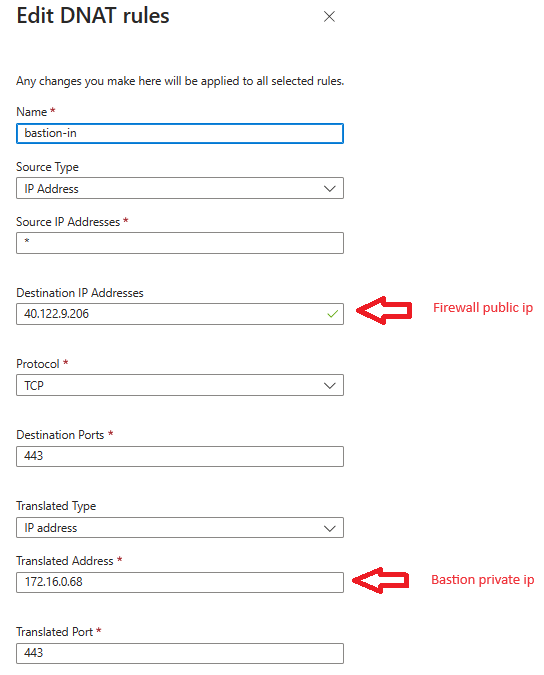 Edit DNAT rules
Any changes you make here will be applied to all selected rules.
Name *
bastion-in
Source Type
IP Address
Source IP Addresses *
*
Destination IP Addresses
40.122.9.206
Firewall public ip
Protocol *
TCP
Destination Ports *
443
Translated Type
IP address
Translated Address *
172.16.0.68
Bastion private ip
Translated Port *
443